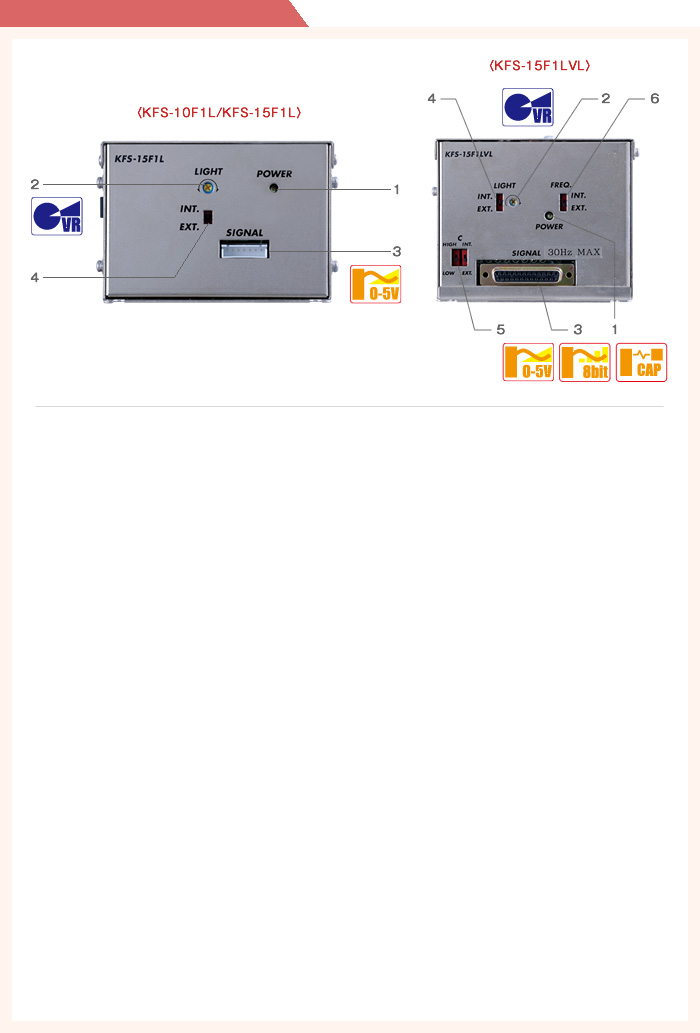 〈KFS-10F1L/KFS-15F1L〉
KFS-15F1L
LIGHT
POWER
2
1
VR
INT.
EXT.
SIGNAL
3
4
0-5V
〈KFS-15F1LVL〉
4
VR
2
6
KFS-15F1LVL
LIGHT
FREQ.
INT.
EXT.
INT.
EXT.
POWER
C
HIGH INT.
LOW EXT.
SIGNAL 30Hz MAX
5
3
1
0-5V
8bit
CAP